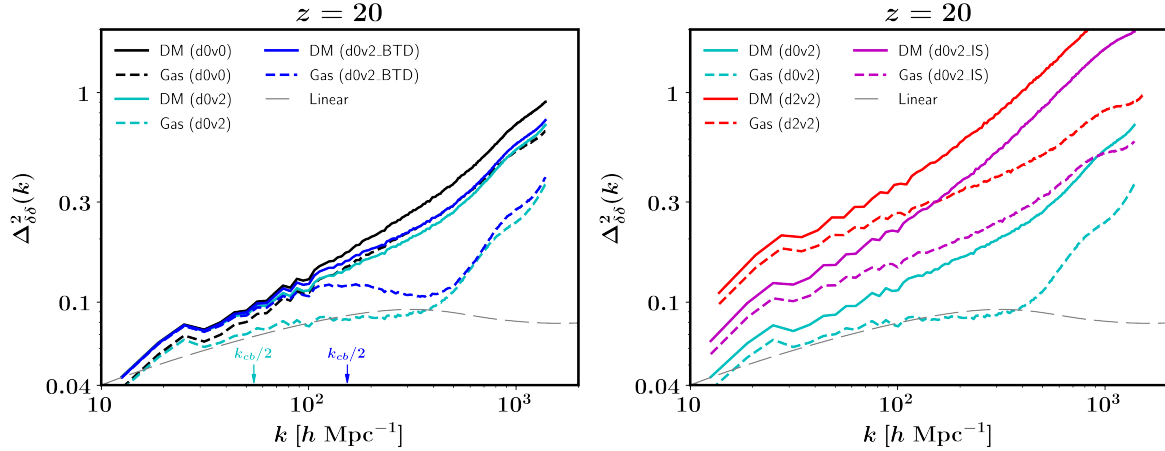 z = 20
DM (d0v0)
Gas (d0v0)
DM (d0v2)
Gas (d0v2)
DM (d0v2_BTD)
Gas (d0v2_BTD)
Linear
1
0.3
0.1
0.04
Δ²δδ(k)
k_cb/2
k_cb/2
10
10²
10³
k [h Mpc⁻¹]
z = 20
DM (d0v2)
Gas (d0v2)
DM (d2v2)
Gas (d2v2)
DM (d0v2_IS)
Gas (d0v2_IS)
Linear
1
0.3
0.1
0.04
Δ²δδ(k)
10
10²
10³
k [h Mpc⁻¹]